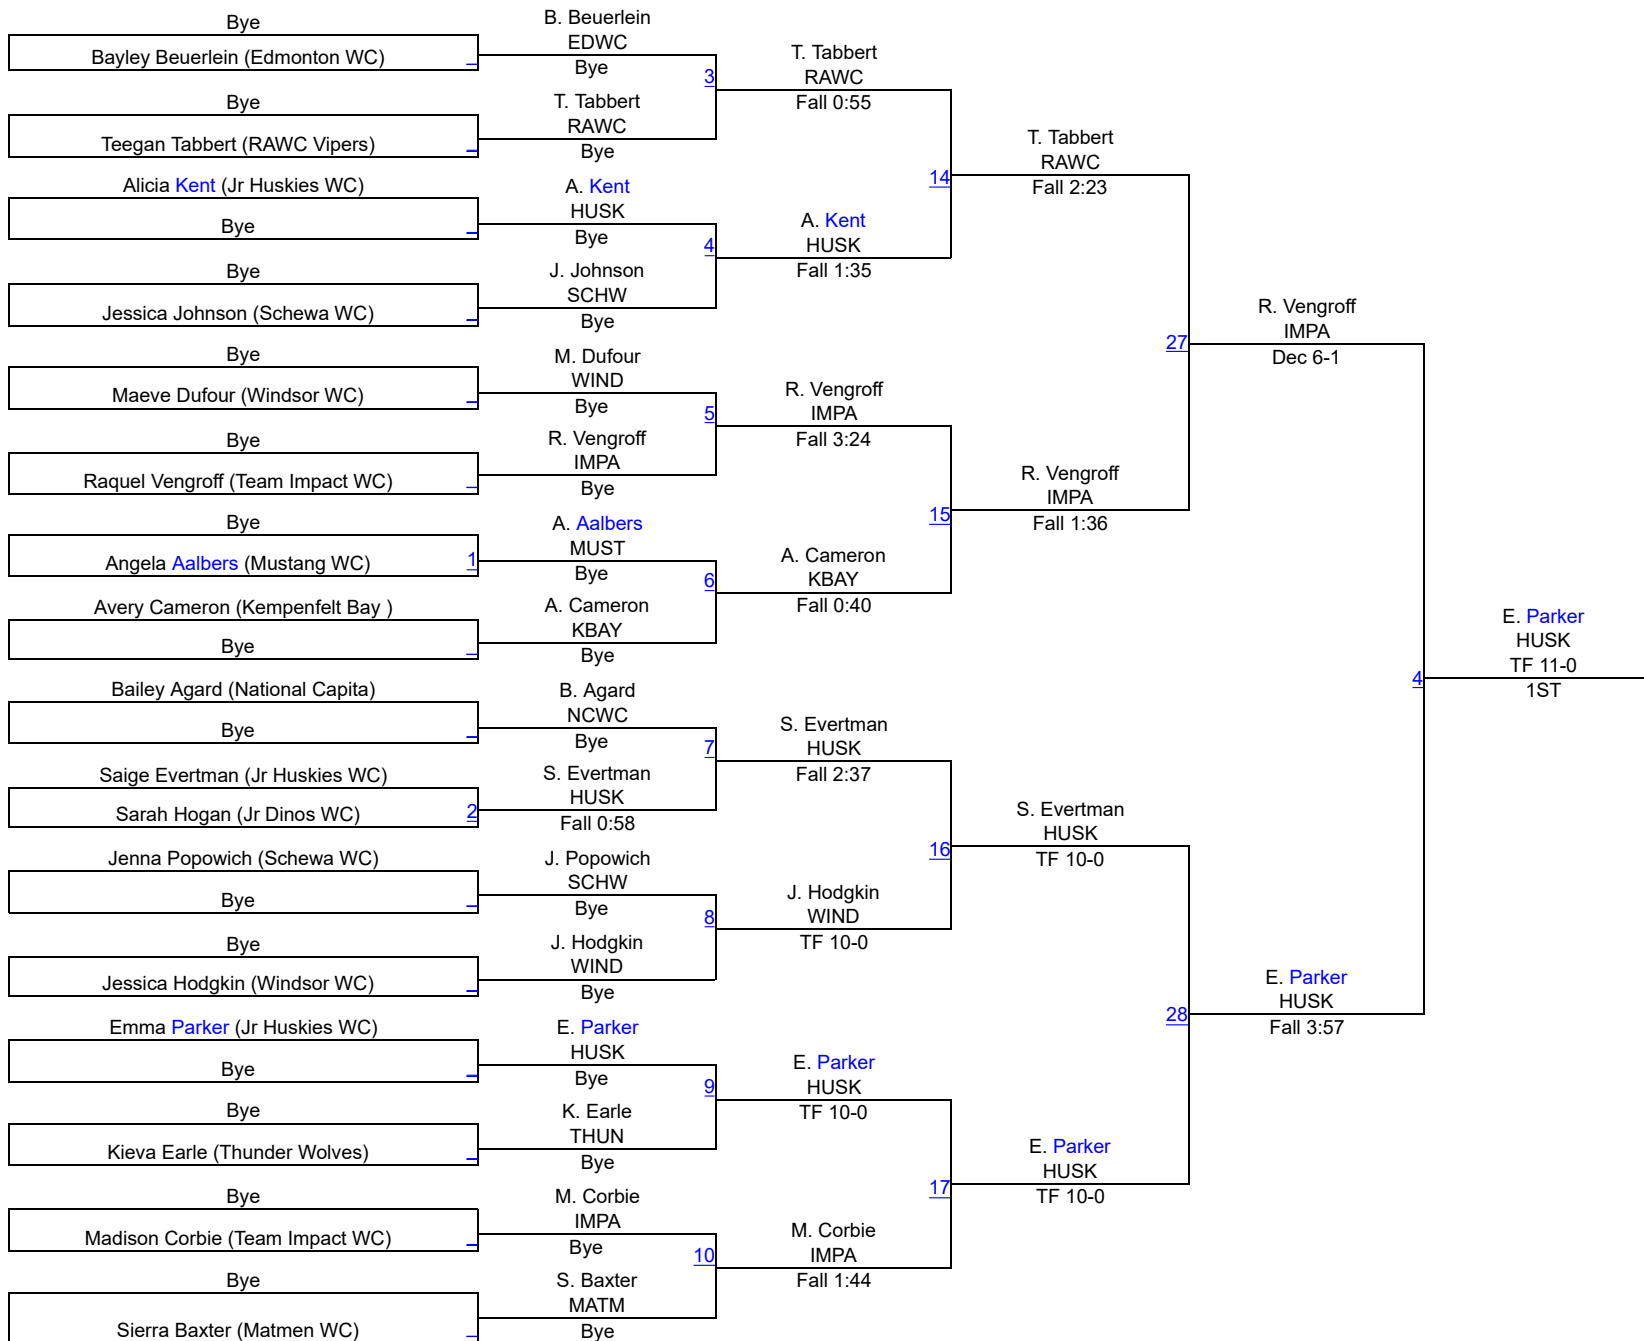 Bye
Bayley Beuerlein (Edmonton WC)
Bye
Teegan Tabbert (RAWC Vipers)
Alicia Kent (Jr Huskies WC)
Bye
Bye
Jessica Johnson (Schewa WC)
Bye
Maeve Dufour (Windsor WC)
Bye
Raquel Vengroff (Team Impact WC)
Bye
Angela Aalbers (Mustang WC)
1
Avery Cameron (Kempenfelt Bay )
Bye
Bailey Agard (National Capita)
Bye
Saige Evertman (Jr Huskies WC)
Sarah Hogan (Jr Dinos WC)
2
Jenna Popowich (Schewa WC)
Bye
Bye
Jessica Hodgkin (Windsor WC)
Emma Parker (Jr Huskies WC)
Bye
Bye
Kieva Earle (Thunder Wolves)
Bye
Madison Corbie (Team Impact WC)
Bye
Sierra Baxter (Matmen WC)
B. Beuerlein
EDWC
Bye
3
T. Tabbert
RAWC
Bye
A. Kent
HUSK
Bye
4
J. Johnson
SCHW
Bye
M. Dufour
WIND
Bye
5
R. Vengroff
IMPA
Bye
A. Aalbers
MUST
Bye
6
A. Cameron
KBAY
Bye
B. Agard
NCWC
Bye
7
S. Evertman
HUSK
Fall 0:58
J. Popowich
SCHW
Bye
8
J. Hodgkin
WIND
Bye
E. Parker
HUSK
Bye
9
K. Earle
THUN
Bye
M. Corbie
IMPA
Bye
10
S. Baxter
MATM
Bye
T. Tabbert
RAWC
Fall 0:55
14
A. Kent
HUSK
Fall 1:35
R. Vengroff
IMPA
Fall 3:24
15
A. Cameron
KBAY
Fall 0:40
S. Evertman
HUSK
Fall 2:37
16
J. Hodgkin
WIND
TF 10-0
E. Parker
HUSK
TF 10-0
17
M. Corbie
IMPA
Fall 1:44
T. Tabbert
RAWC
Fall 2:23
27
R. Vengroff
IMPA
Fall 1:36
S. Evertman
HUSK
TF 10-0
28
E. Parker
HUSK
TF 10-0
R. Vengroff
IMPA
Dec 6-1
4
E. Parker
HUSK
Fall 3:57
E. Parker
HUSK
TF 11-0
1ST